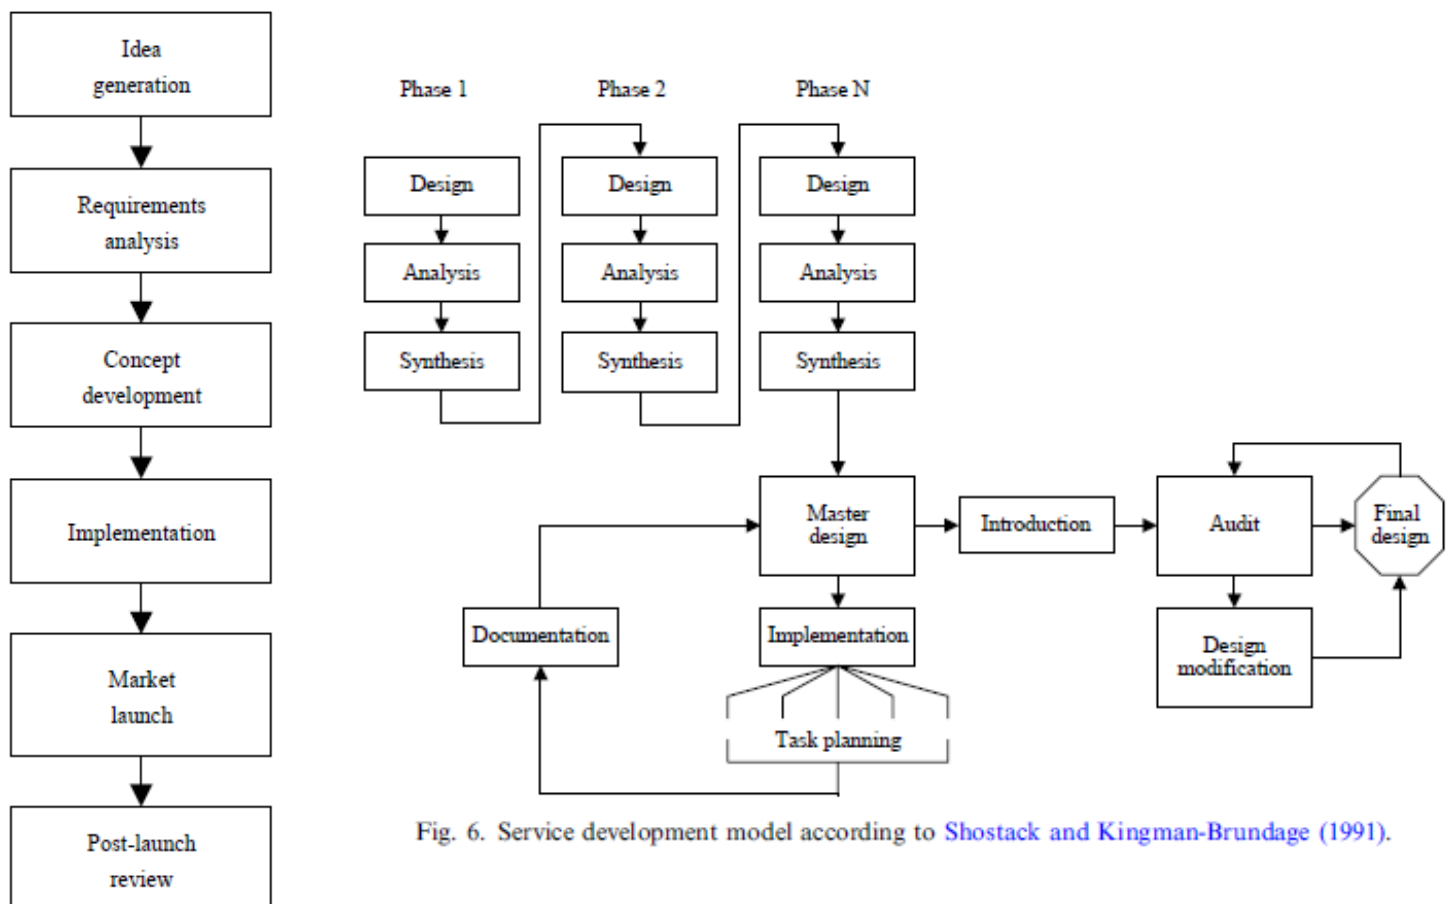 Idea
generation
Requirements
analysis
Concept
development
Implementation
Market
launch
Post-launch
review
Phase 1
Phase 2
Phase N
Design
Design
Design
Analysis
Analysis
Analysis
Synthesis
Synthesis
Synthesis
Master
design
Introduction
Audit
Final
design
Documentation
Implementation
Design
modification
Task planning
Fig. 6. Service development model according to Shostack and Kingman-Brundage (1991).